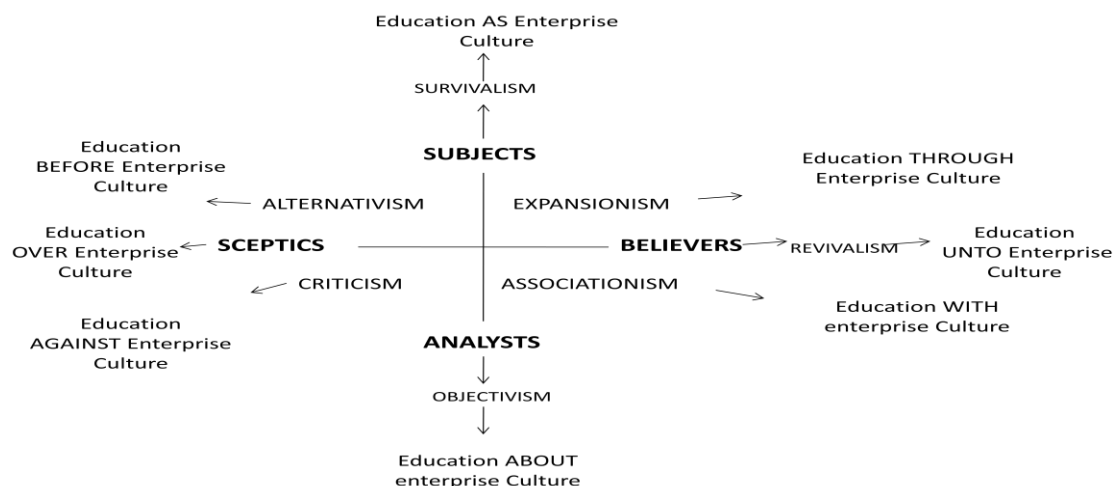 Education AS Enterprise
Culture
SURVIVALISM
SUBJECTS
Education
BEFORE Enterprise
Culture
Education THROUGH
Enterprise Culture
ALTERNATIVISM
EXPANSIONISM
Education
OVER Enterprise
Culture
SCEPTICS
BELIEVERS
REVIVALISM
Education
UNTO Enterprise
Culture
CRITICISM
ASSOCIATIONISM
Education WITH
enterprise Culture
Education
AGAINST Enterprise
Culture
ANALYSTS
OBJECTIVISM
Education ABOUT
enterprise Culture